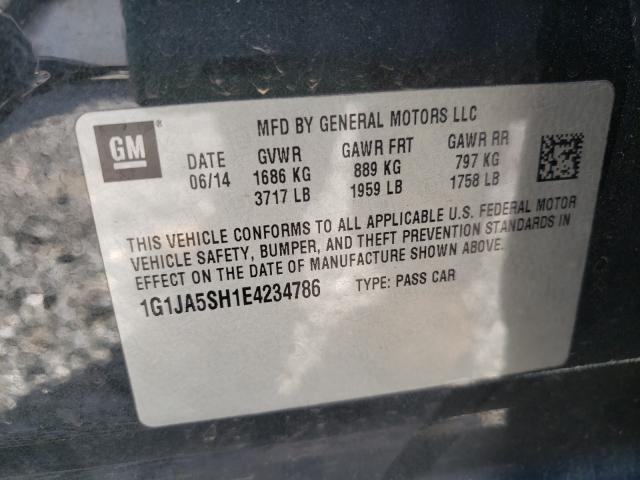 GM®
MFD BY GENERAL MOTORS LLC
DATE GVWR GAWR FRT GAWR RR
06/14 1686 KG 889 KG 797 KG
3717 LB 1959 LB 1758 LB
THIS VEHICLE CONFORMS TO ALL APPLICABLE U.S. FEDERAL MOTOR
VEHICLE SAFETY, BUMPER, AND THEFT PREVENTION STANDARDS IN
EFFECT ON THE DATE OF MANUFACTURE SHOWN ABOVE.
1G1JA5SH1E4234786 TYPE: PASS CAR